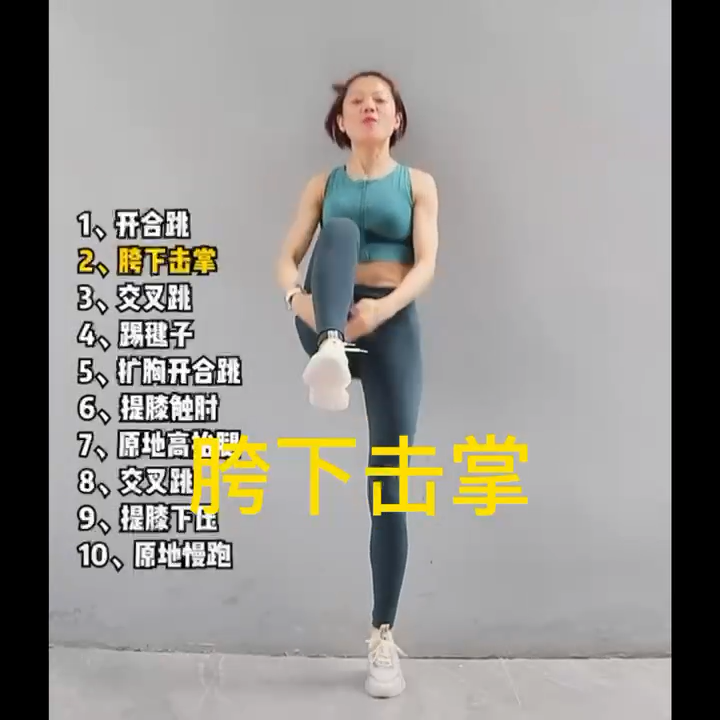 1、开合跳
2、胯下击掌
3、交叉跳
4、踢毽子
5、扩胸开合跳
6、提膝触肘
7、原地高抬腿
8、交叉跳
9、提膝下压
10、原地慢跑
胯下击掌